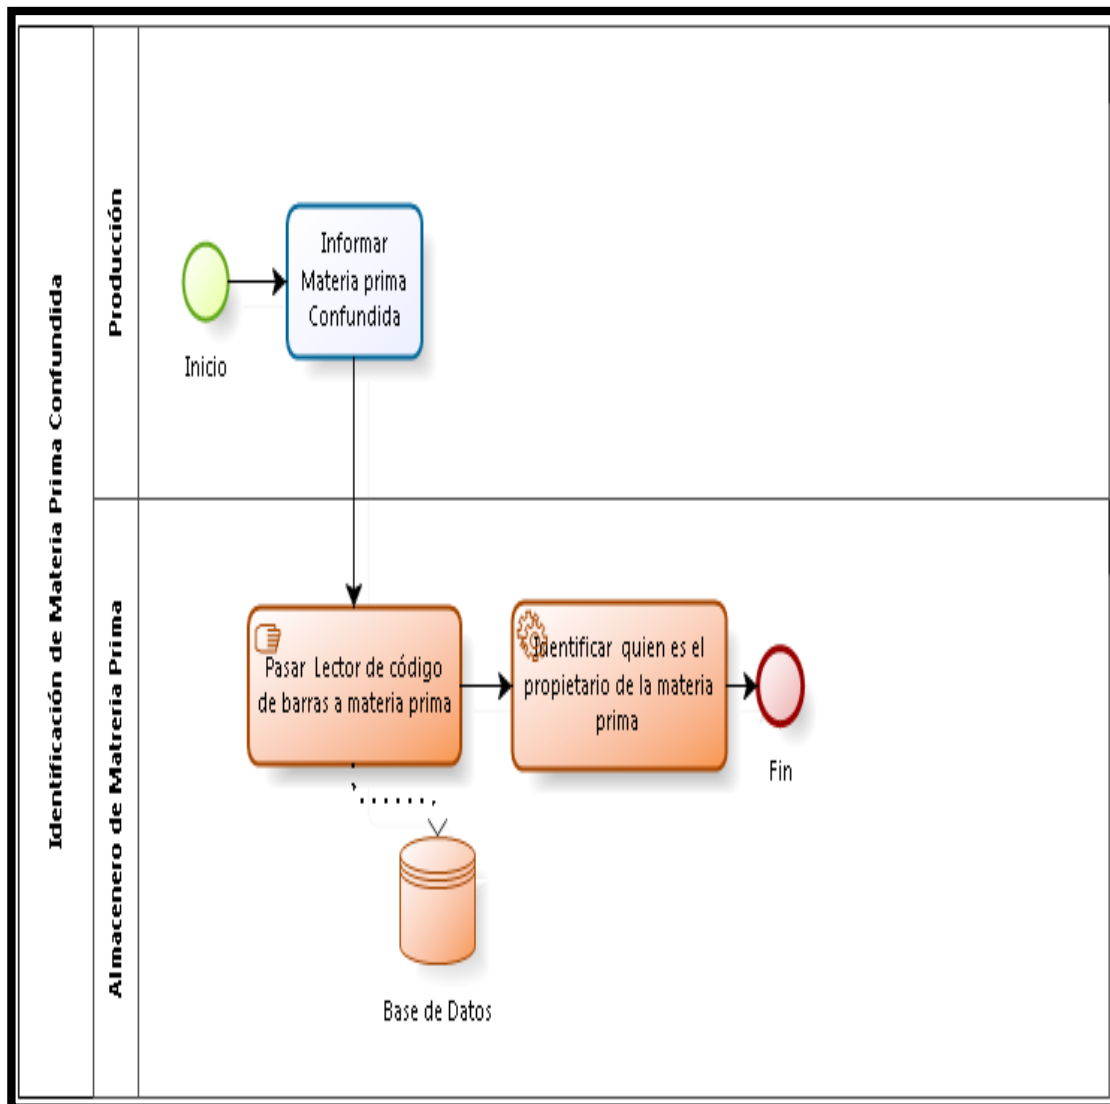 Identificación de Materia Prima Confundida
Producción
Informar
Materia prima
Confundida
Inicio
Almacenero de Matreria Prima
Pasar Lector de código
de barras a materia prima
Identificar quien es el
propietario de la materia
prima
Fin
Base de Datos